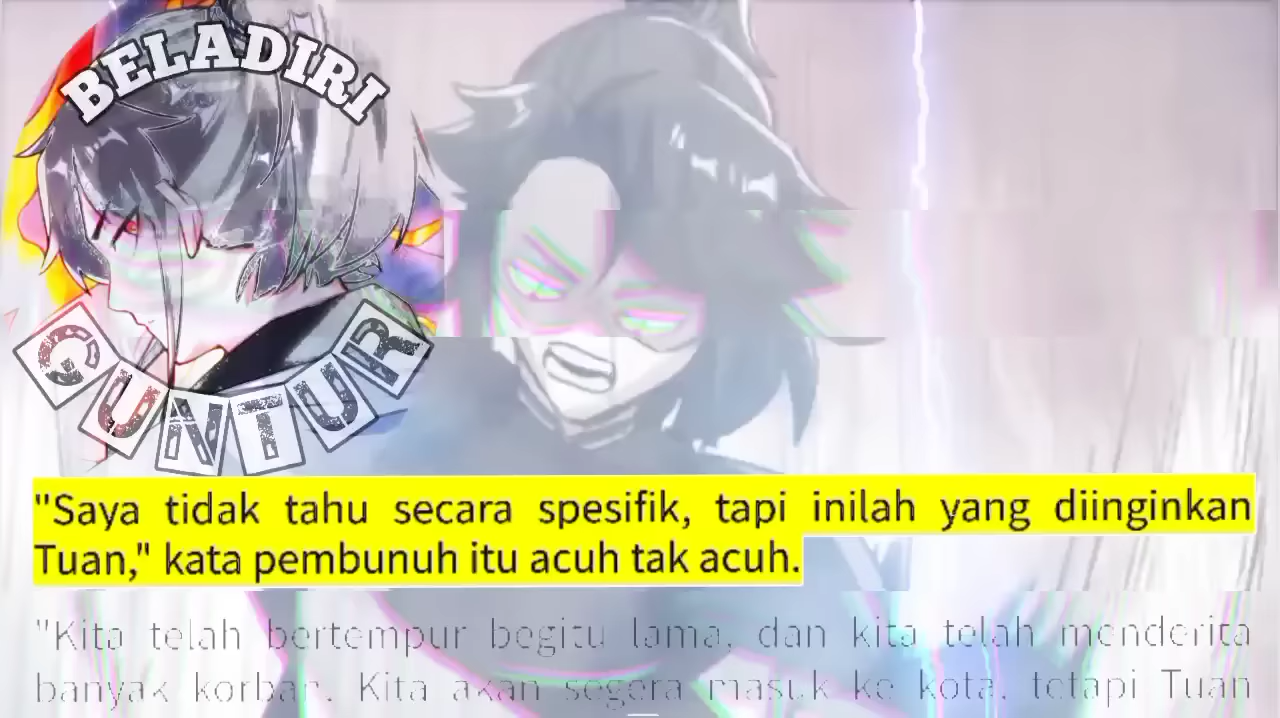 BELADIRI
GUNTUR
"Saya tidak tahu secara spesifik, tapi inilah yang diinginkan
Tuan," kata pembunuh itu acuh tak acuh.
"Kita telah bertempur begitu lama, dan kita telah menderita
banyak korban. Kita akan segera masuk ke kota, tetapi Tuan